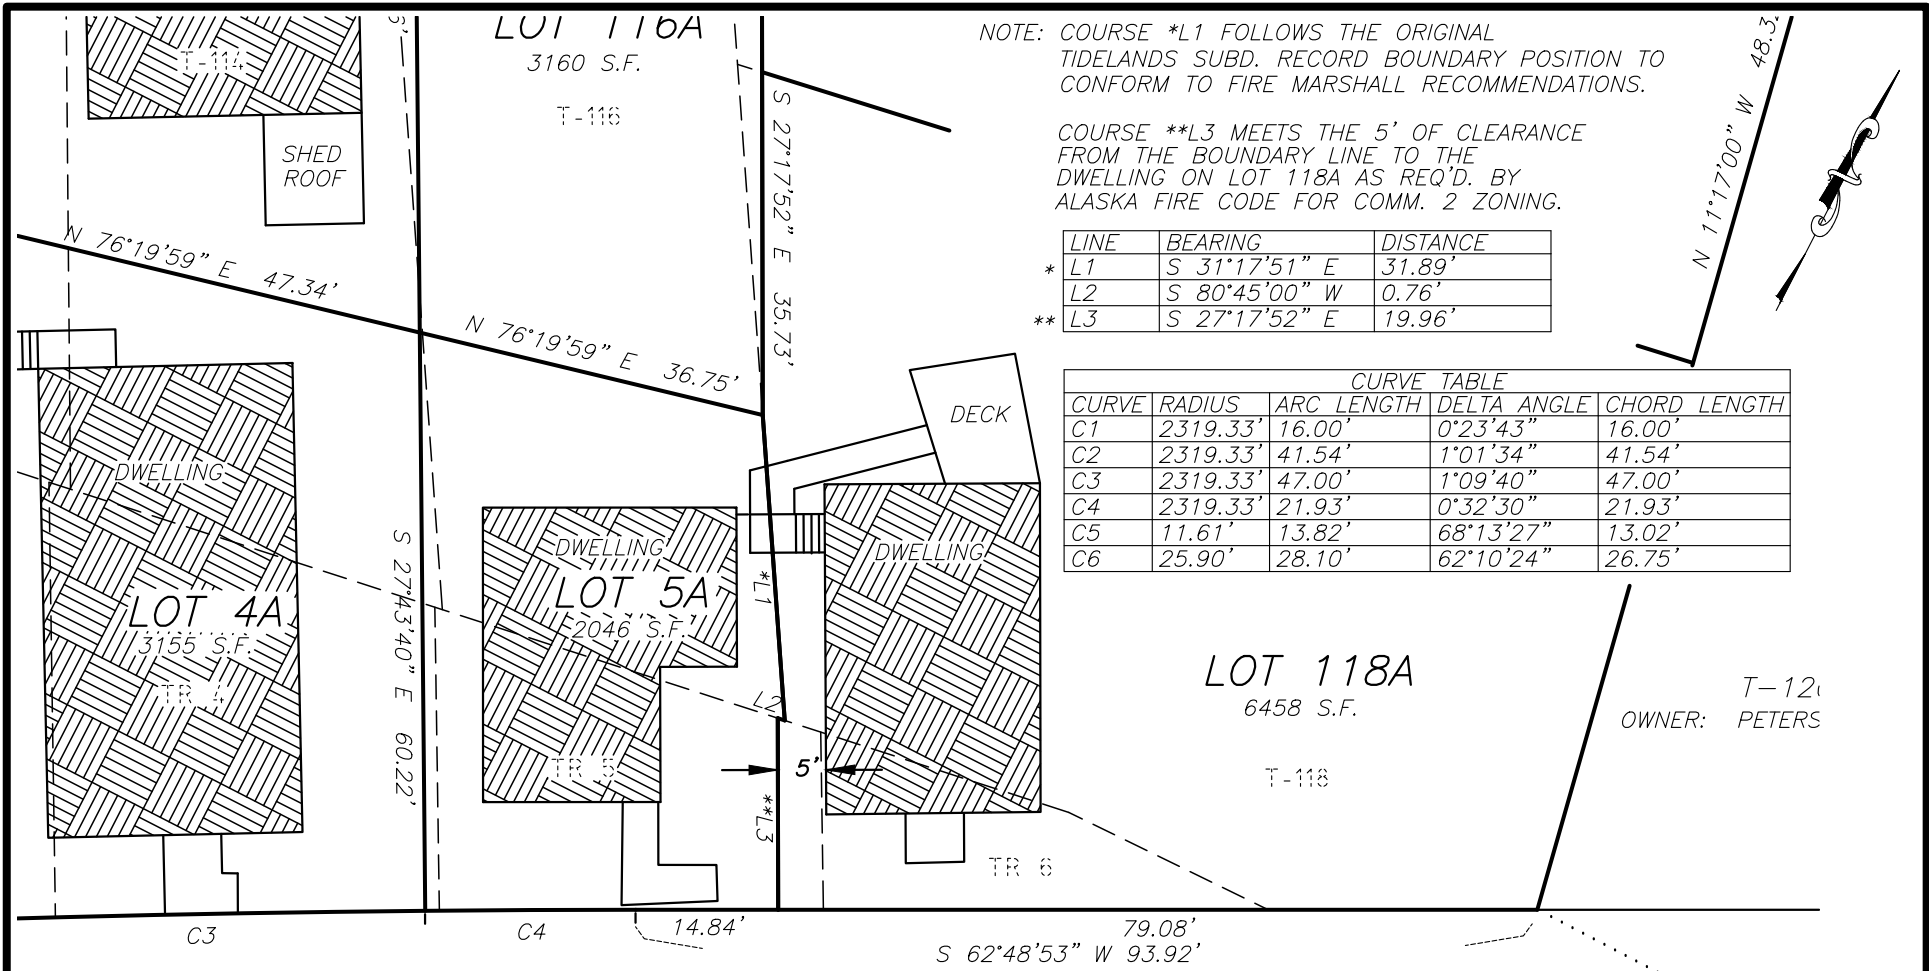 LOT 116A
3160 S.F.
T-116
T-114
SHED
ROOF
NOTE: COURSE *L1 FOLLOWS THE ORIGINAL
TIDELANDS SUBD. RECORD BOUNDARY POSITION TO
CONFORM TO FIRE MARSHALL RECOMMENDATIONS.
COURSE **L3 MEETS THE 5' OF CLEARANCE
FROM THE BOUNDARY LINE TO THE
DWELLING ON LOT 118A AS REQ'D. BY
ALASKA FIRE CODE FOR COMM. 2 ZONING.
LINE BEARING DISTANCE
* L1 S 31°17'51" E 31.89'
L2 S 80°45'00" W 0.76'
** L3 S 27°17'52" E 19.96'
CURVE TABLE
CURVE RADIUS ARC LENGTH DELTA ANGLE CHORD LENGTH
C1 2319.33' 16.00' 0°23'43" 16.00'
C2 2319.33' 41.54' 1°01'34" 41.54'
C3 2319.33' 47.00' 1°09'40" 47.00'
C4 2319.33' 21.93' 0°32'30" 21.93'
C5 11.61' 13.82' 68°13'27" 13.02'
C6 25.90' 28.10' 62°10'24" 26.75'
N 11°17'00" W 48.3
S 27°17'52" E 35.73'
N 76°19'59" E 47.34'
N 76°19'59" E 36.75'
DECK
DWELLING
LOT 4A
3155 S.F.
TR 4
S 27°43'40" E 60.22'
DWELLING
LOT 5A
2046 S.F.
TR 5
*L1
L2
5'
**L3
DWELLING
LOT 118A
6458 S.F.
T-118
TR 6
T-12
OWNER: PETERS
C3
C4
14.84'
79.08'
S 62°48'53" W 93.92'